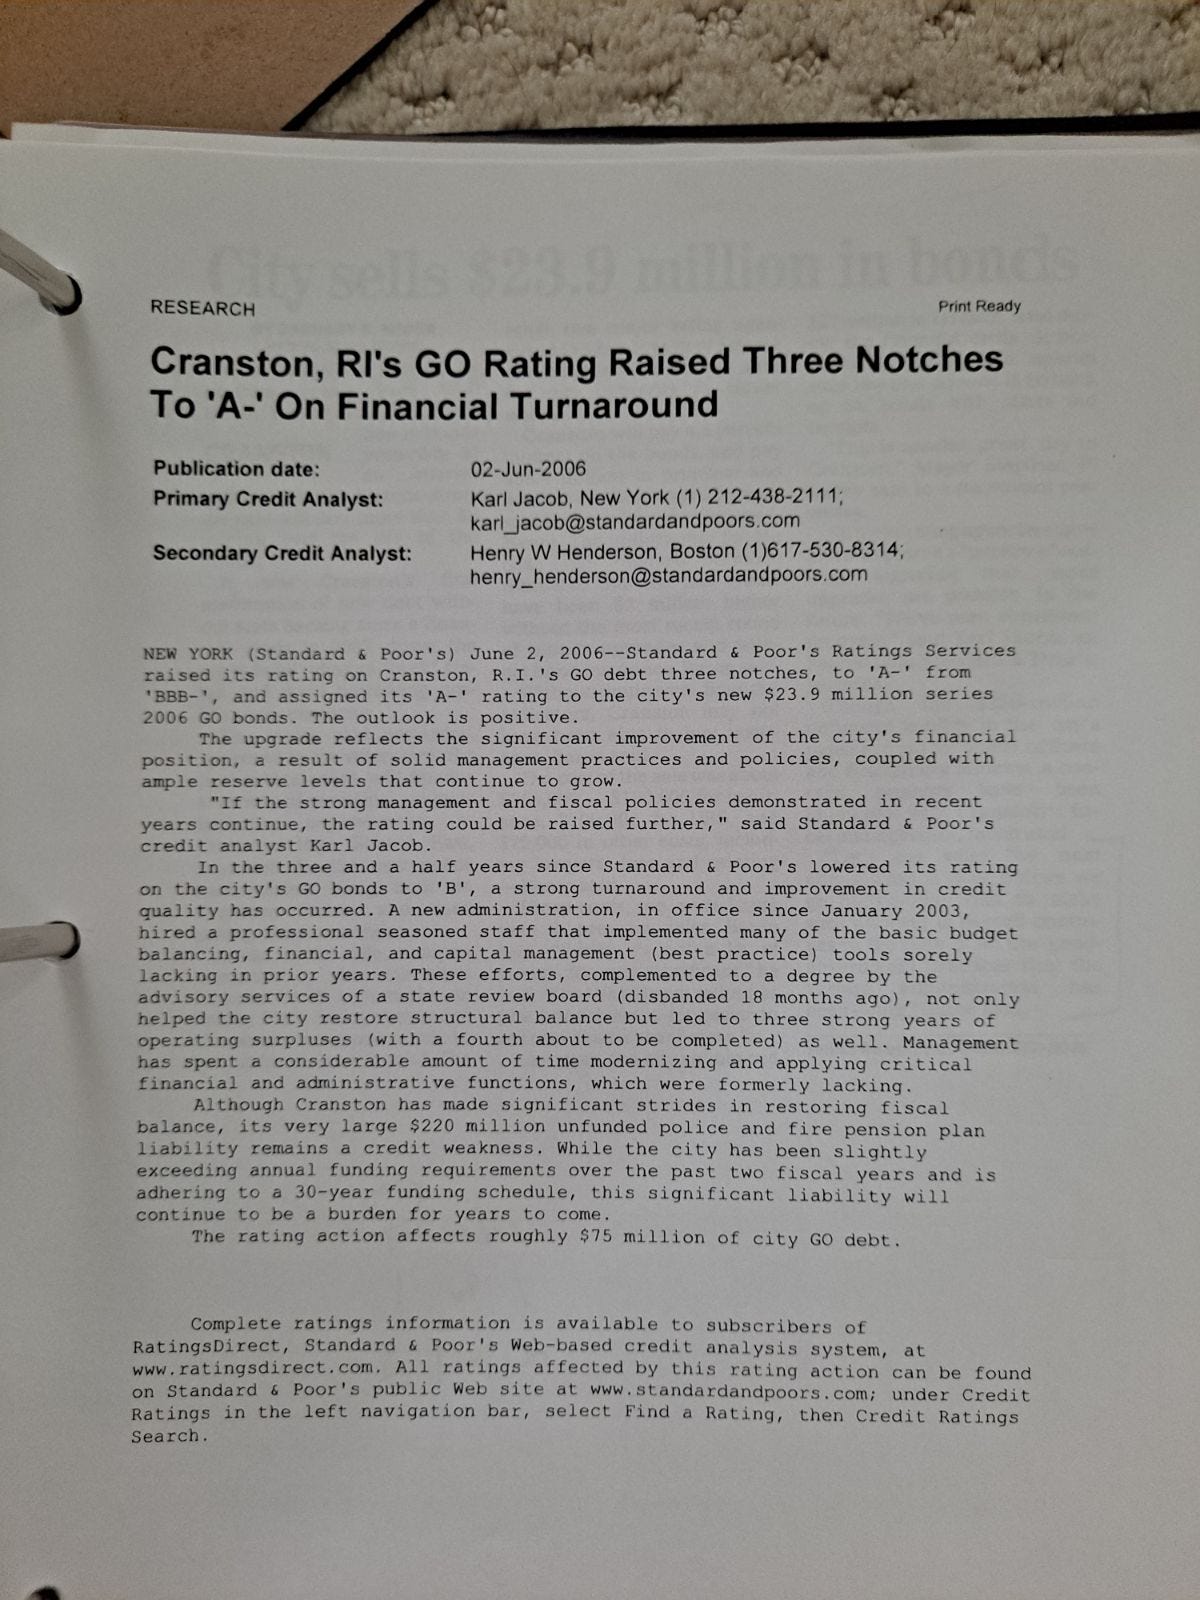 City sells $23.9 million in bonds
RESEARCH
Print Ready
Cranston, RI's GO Rating Raised Three Notches
To 'A-' On Financial Turnaround
Publication date: 02-Jun-2006
Primary Credit Analyst: Karl Jacob, New York (1) 212-438-2111;
karl_jacob@standardandpoors.com
Secondary Credit Analyst: Henry W Henderson, Boston (1)617-530-8314;
henry_henderson@standardandpoors.com
NEW YORK (Standard & Poor's) June 2, 2006--Standard & Poor's Ratings Services
raised its rating on Cranston, R.I.'s GO debt three notches, to 'A-' from
'BBB-', and assigned its 'A-' rating to the city's new $23.9 million series
2006 GO bonds. The outlook is positive.
The upgrade reflects the significant improvement of the city's financial
position, a result of solid management practices and policies, coupled with
ample reserve levels that continue to grow.
"If the strong management and fiscal policies demonstrated in recent
years continue, the rating could be raised further," said Standard & Poor's
credit analyst Karl Jacob.
In the three and a half years since Standard & Poor's lowered its rating
on the city's GO bonds to 'B', a strong turnaround and improvement in credit
quality has occurred. A new administration, in office since January 2003,
hired a professional seasoned staff that implemented many of the basic budget
balancing, financial, and capital management (best practice) tools sorely
lacking in prior years. These efforts, complemented to a degree by the
advisory services of a state review board (disbanded 18 months ago), not only
helped the city restore structural balance but led to three strong years of
operating surpluses (with a fourth about to be completed) as well. Management
has spent a considerable amount of time modernizing and applying critical
financial and administrative functions, which were formerly lacking.
Although Cranston has made significant strides in restoring fiscal
balance, its very large $220 million unfunded police and fire pension plan
liability remains a credit weakness. While the city has been slightly
exceeding annual funding requirements over the past two fiscal years and is
adhering to a 30-year funding schedule, this significant liability will
continue to be a burden for years to come.
The rating action affects roughly $75 million of city GO debt.
Complete ratings information is available to subscribers of
RatingsDirect, Standard & Poor's Web-based credit analysis system, at
www.ratingsdirect.com. All ratings affected by this rating action can be found
on Standard & Poor's public Web site at www.standardandpoors.com; under Credit
Ratings in the left navigation bar, select Find a Rating, then Credit Ratings
Search.